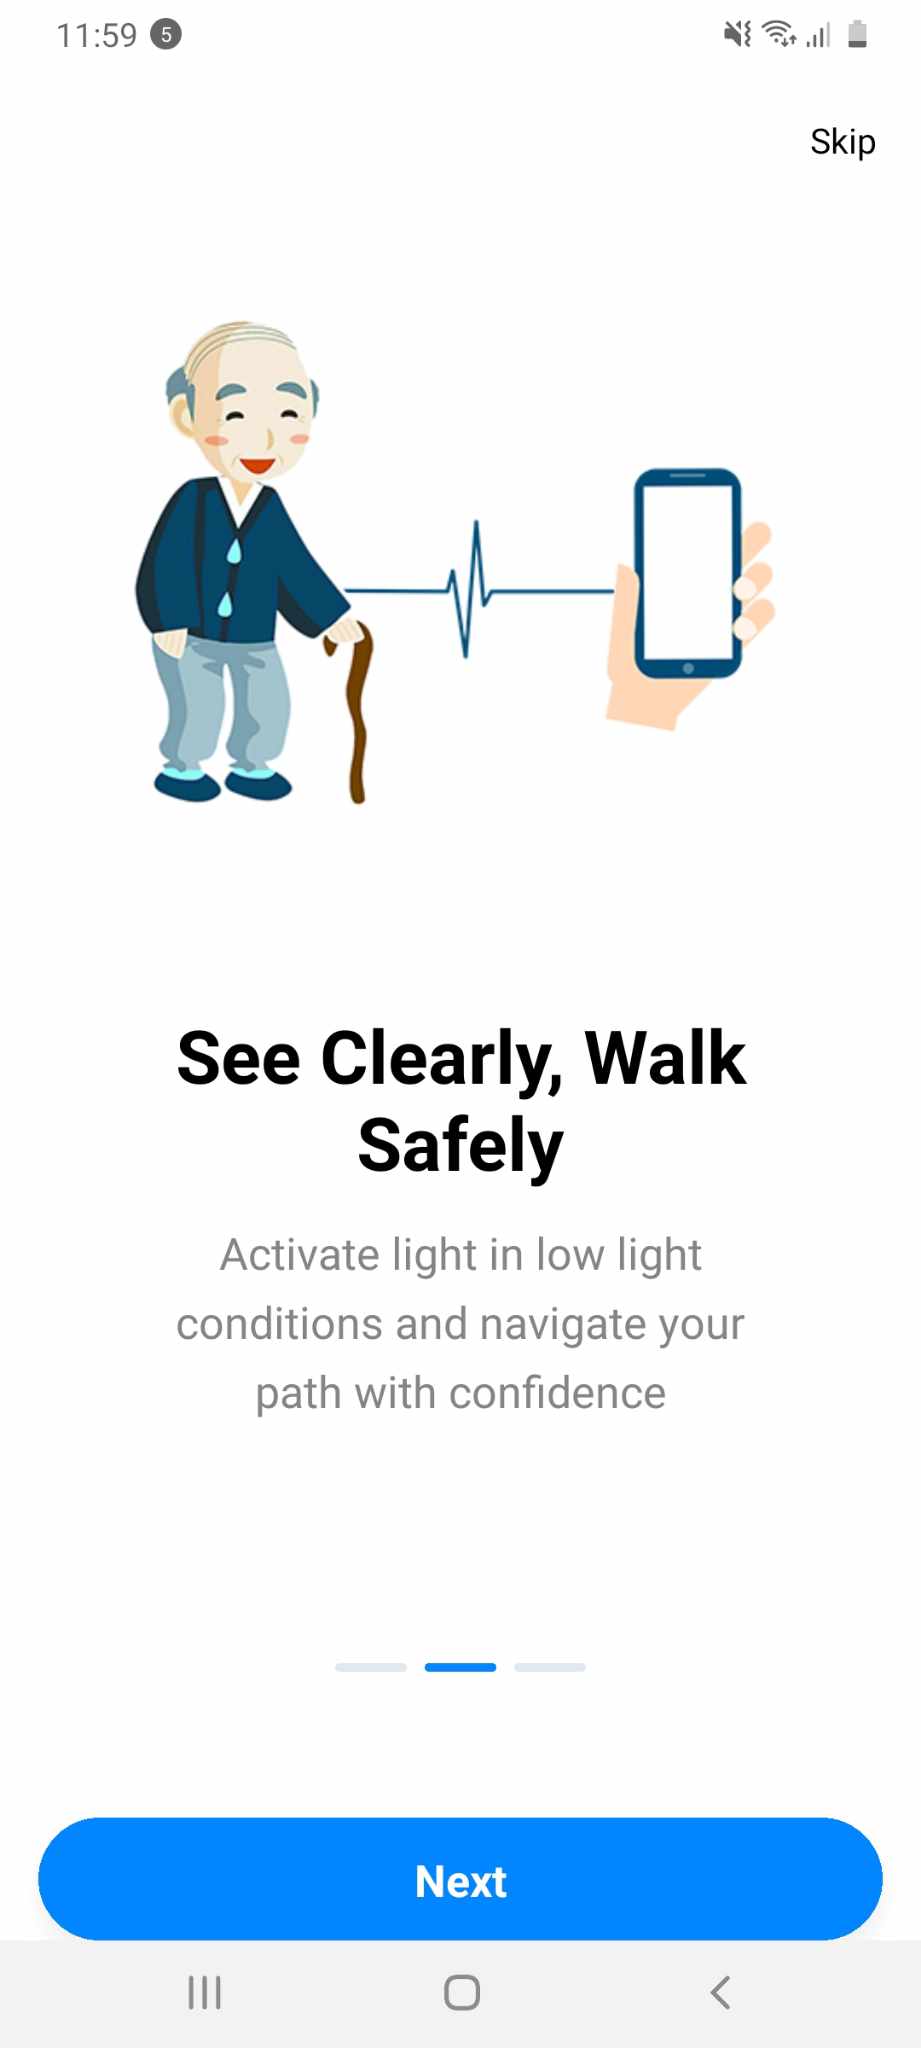 11:59 5
Skip
See Clearly, Walk
Safely
Activate light in low light
conditions and navigate your
path with confidence
Next